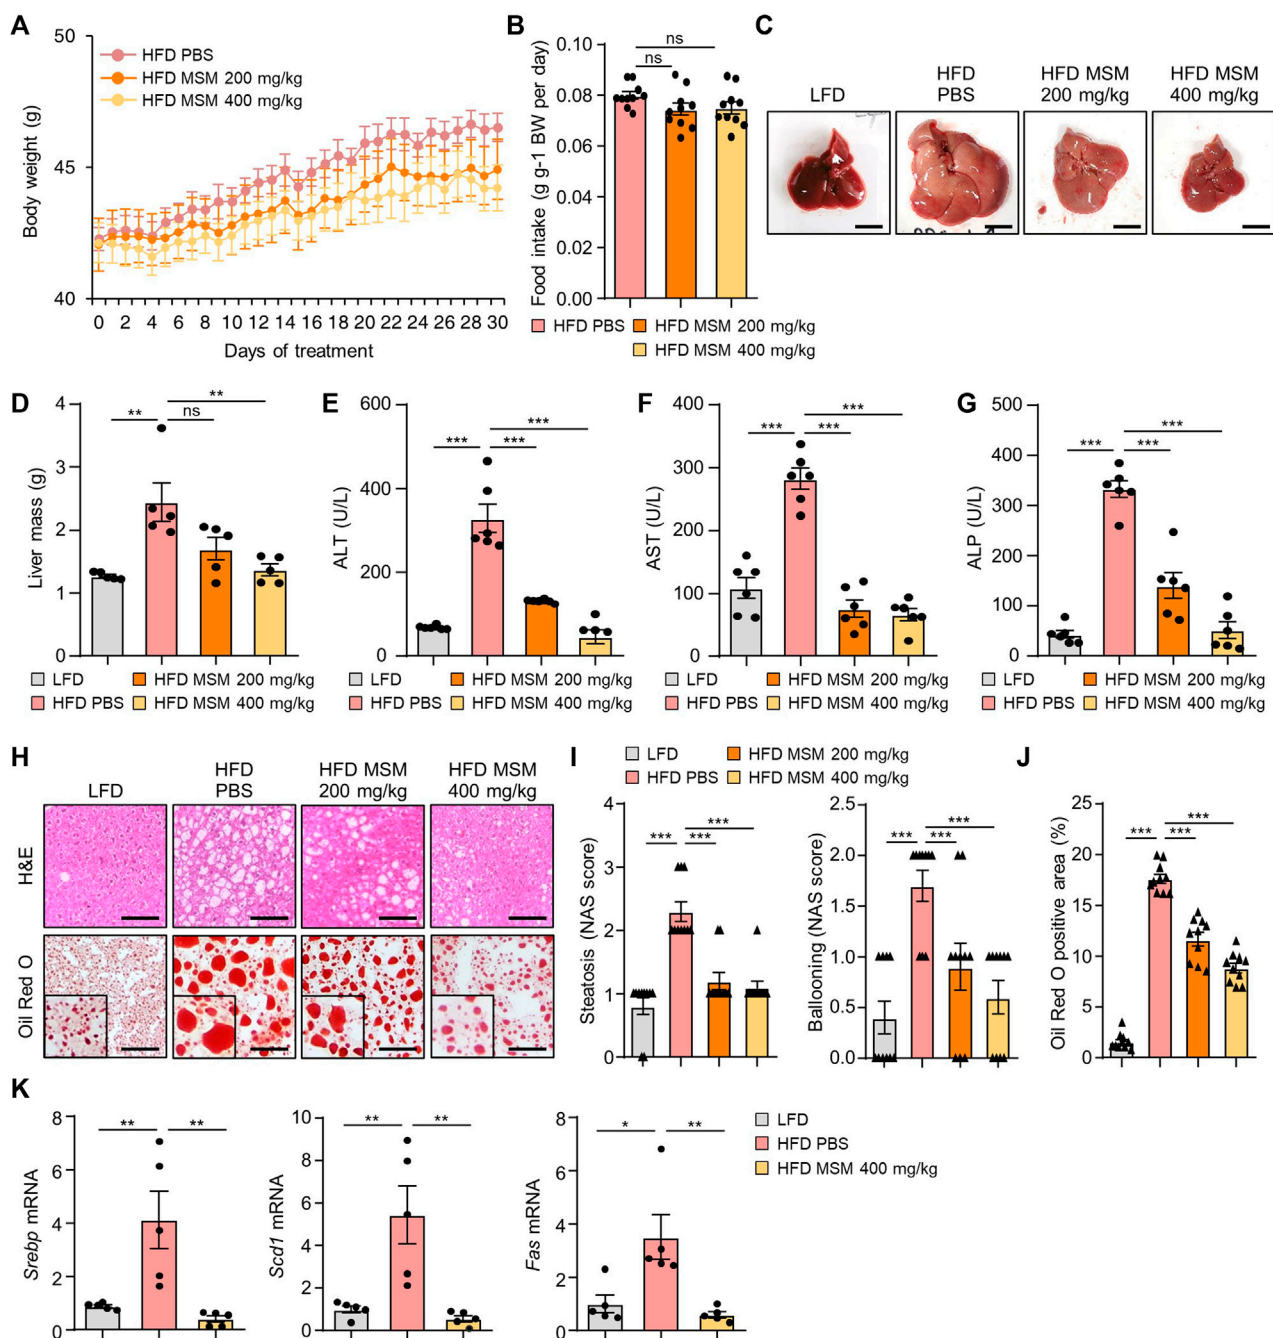 A
50
45
40
Body weight (g)
HFD PBS
HFD MSM 200 mg/kg
HFD MSM 400 mg/kg
0 2 4 6 8 10 12 14 16 18 20 22 24 26 28 30
Days of treatment
B
ns
ns
0.10
0.08
0.06
0.04
0.02
0.00
Food intake (g g-1 BW per day)
HFD PBS
HFD MSM 200 mg/kg
HFD MSM 400 mg/kg
C
LFD
HFD PBS
HFD MSM 200 mg/kg
HFD MSM 400 mg/kg
D
4
3
2
1
0
Liver mass (g)
**
ns
**
LFD
HFD MSM 200 mg/kg
HFD PBS
HFD MSM 400 mg/kg
E
600
400
200
0
ALT (U/L)
***
***
***
LFD
HFD MSM 200 mg/kg
HFD PBS
HFD MSM 400 mg/kg
F
400
300
200
100
0
AST (U/L)
***
***
***
LFD
HFD MSM 200 mg/kg
HFD PBS
HFD MSM 400 mg/kg
G
500
400
300
200
100
0
ALP (U/L)
***
***
***
LFD
HFD MSM 200 mg/kg
HFD PBS
HFD MSM 400 mg/kg
H
LFD
HFD PBS
HFD MSM 200 mg/kg
HFD MSM 400 mg/kg
H&E
Oil Red O
I
LFD
HFD MSM 200 mg/kg
HFD PBS
HFD MSM 400 mg/kg
4
3
2
1
0
Steatosis (NAS score)
***
***
***
2.5
2.0
1.5
1.0
0.5
0.0
Ballooning (NAS score)
***
***
***
J
25
20
15
10
5
0
Oil Red O positive area (%)
***
***
***
K
8
6
4
2
0
Srebp mRNA
**
**
10
8
6
4
2
0
Scd1 mRNA
**
**
8
6
4
2
0
Fas mRNA
*
**
LFD
HFD PBS
HFD MSM 400 mg/kg